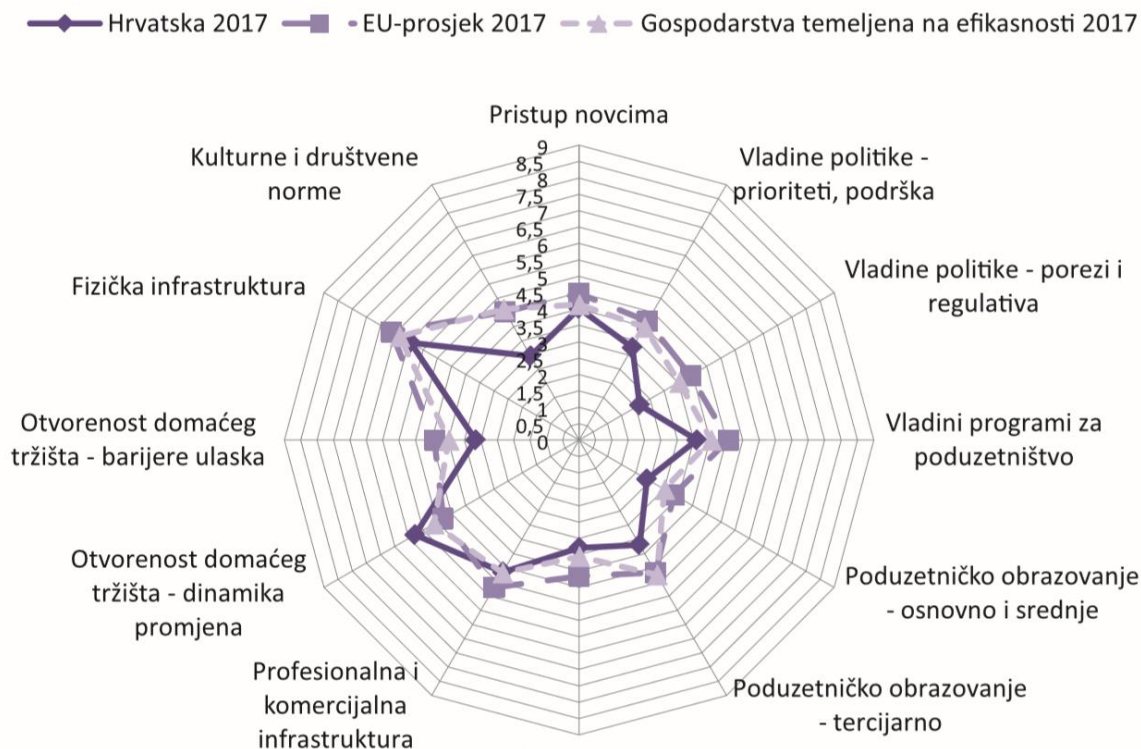 Hrvatska 2017 EU-prosjek 2017 Gospodarstva temeljena na efikasnosti 2017
Pristup novcima
Vladine politike -
prioriteti, podrška
Vladine politike - porezi i
regulativa
Vladini programi za
poduzetništvo
Poduzetničko obrazovanje
- osnovno i srednje
Poduzetničko obrazovanje
- tercijarno
Profesionalna i
komercijalna
infrastruktura
Otvorenost domaćeg
tržišta - dinamika
promjena
Otvorenost domaćeg
tržišta - barijere ulaska
Fizička infrastruktura
Kulturne i društvene
norme
9
8,5
8
7,5
7
6,5
6
5,5
5
4,5
4
3,5
3
2,5
2
1,5
1
0,5
0